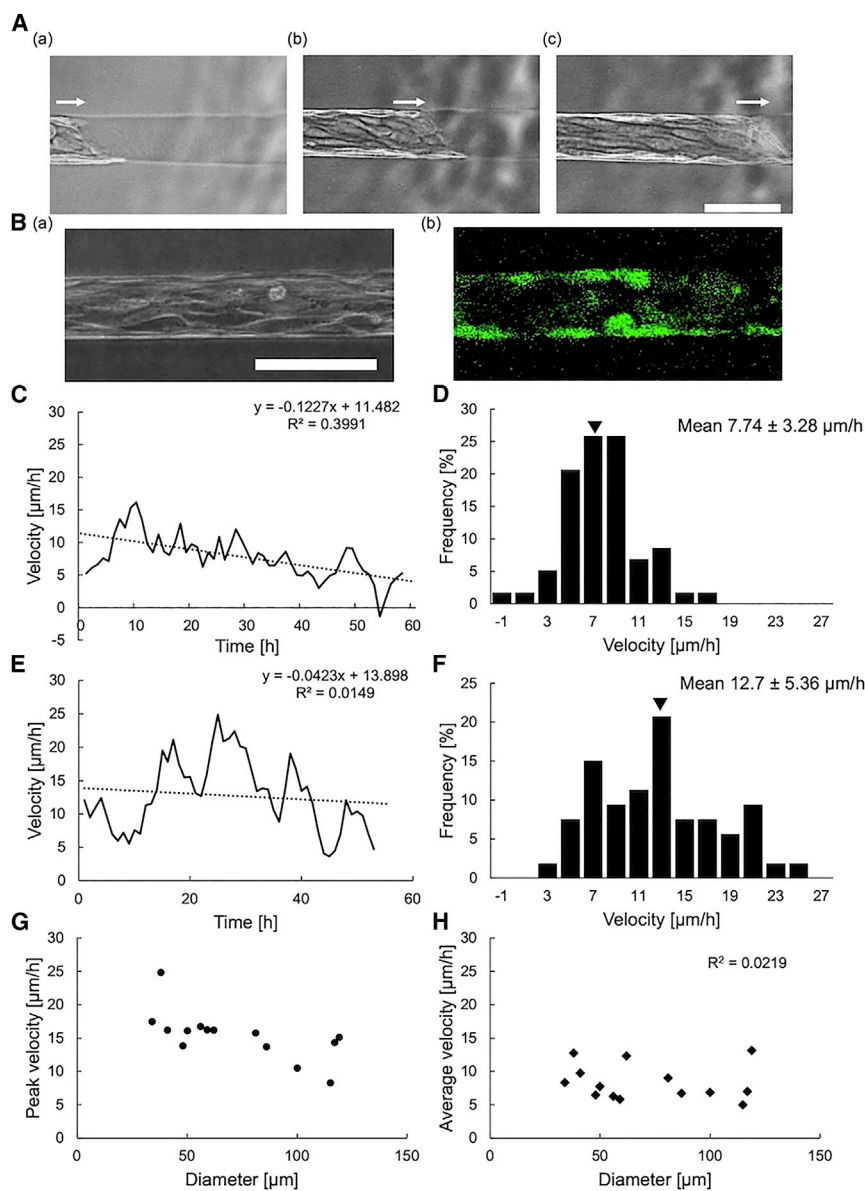 A
(a)
(b)
(c)
B
(a)
(b)
C
y = -0.1227x + 11.482
R² = 0.3991
Velocity [µm/h]
30
25
20
15
10
5
0
-5
0
10
20
30
40
50
60
Time [h]
D
Mean 7.74 ± 3.28 µm/h
Frequency [%]
30
25
20
15
10
5
0
-1
3
7
11
15
19
23
27
Velocity [µm/h]
E
y = -0.0423x + 13.898
R² = 0.0149
Velocity [µm/h]
30
25
20
15
10
5
0
0
20
40
60
Time [h]
F
Mean 12.7 ± 5.36 µm/h
Frequency [%]
25
20
15
10
5
0
-1
3
7
11
15
19
23
27
Velocity [µm/h]
G
Peak velocity [µm/h]
30
25
20
15
10
5
0
0
50
100
150
Diameter [µm]
H
R² = 0.0219
Average velocity [µm/h]
30
25
20
15
10
5
0
0
50
100
150
Diameter [µm]